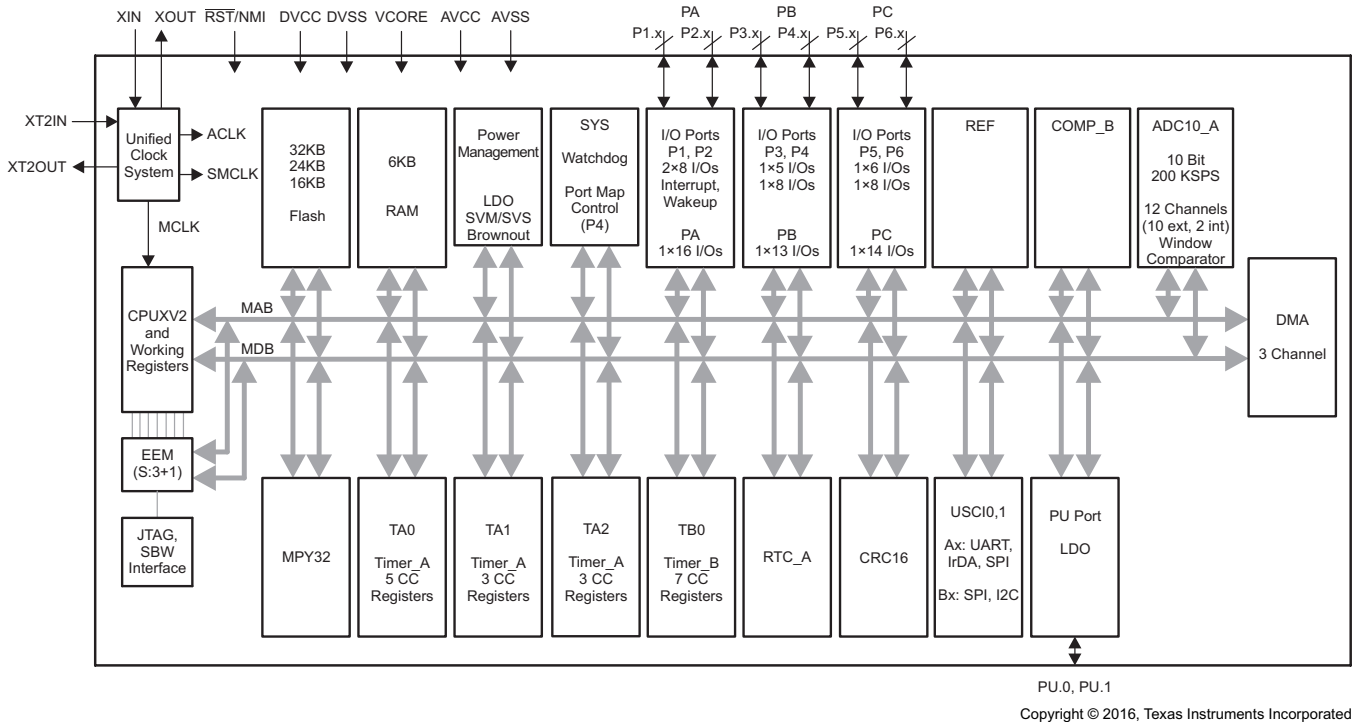 XIN XOUT RST/NMI DVCC DVSS VCORE AVCC AVSS
PA PB PC
P1.x P2.x P3.x P4.x P5.x P6.x
XT2IN
XT2OUT
Unified
Clock
System
ACLK
SMCLK
MCLK
32KB
24KB
16KB
Flash
6KB
RAM
Power
Management
LDO
SVM/SVS
Brownout
SYS
Watchdog
Port Map
Control
(P4)
I/O Ports
P1, P2
2×8 I/Os
Interrupt,
Wakeup
PA
1×16 I/Os
I/O Ports
P3, P4
1×5 I/Os
1×8 I/Os
PB
1×13 I/Os
I/O Ports
P5, P6
1×6 I/Os
1×8 I/Os
PC
1×14 I/Os
REF
COMP_B
ADC10_A
10 Bit
200 KSPS
12 Channels
(10 ext, 2 int)
Window
Comparator
CPUXV2
and
Working
Registers
MAB
MDB
DMA
3 Channel
EEM
(S:3+1)
JTAG,
SBW
Interface
MPY32
TA0
Timer_A
5 CC
Registers
TA1
Timer_A
3 CC
Registers
TA2
Timer_A
3 CC
Registers
TB0
Timer_B
7 CC
Registers
RTC_A
CRC16
USCI0,1
Ax: UART,
IrDA, SPI
Bx: SPI, I2C
PU Port
LDO
PU.0, PU.1
Copyright © 2016, Texas Instruments Incorporated